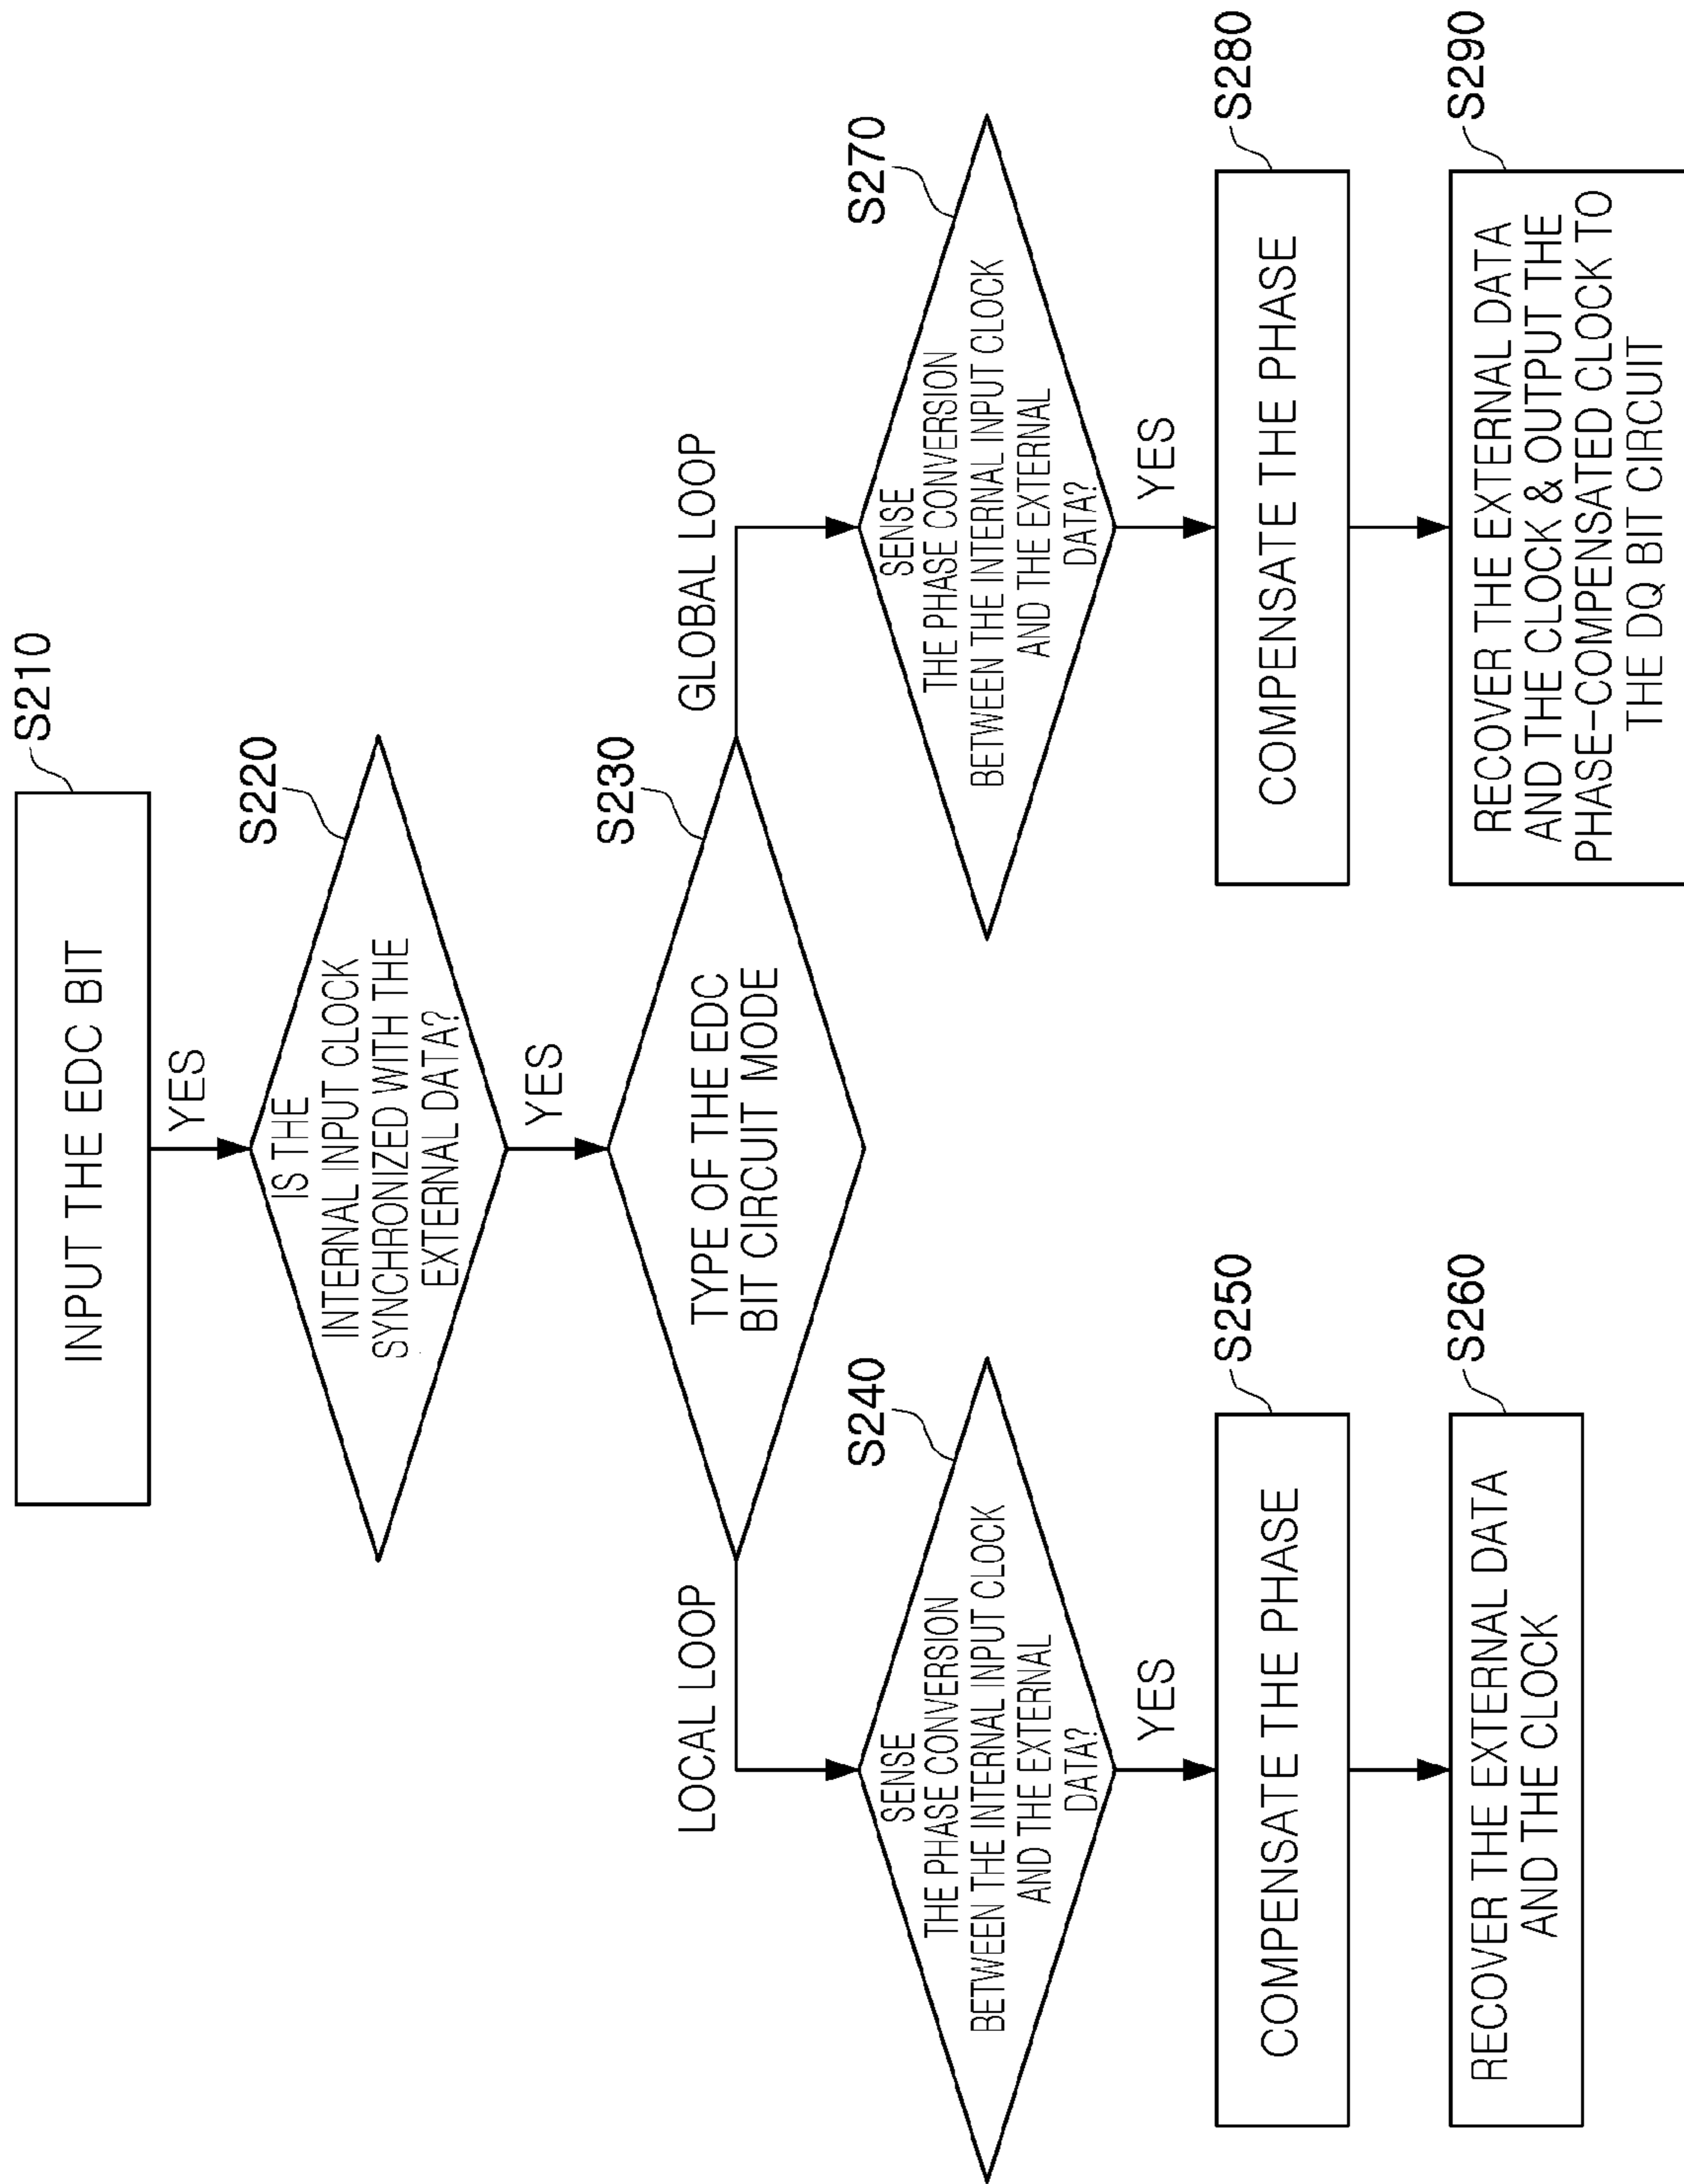 S210
INPUT THE EDC BIT
YES
S220
IS THE
INTERNAL INPUT CLOCK
SYNCHRONIZED WITH THE
EXTERNAL DATA?
YES
S230
TYPE OF THE EDC
BIT CIRCUIT MODE
LOCAL LOOP
GLOBAL LOOP
S240
SENSE
THE PHASE CONVERSION
BETWEEN THE INTERNAL INPUT CLOCK
AND THE EXTERNAL
DATA?
YES
S250
COMPENSATE THE PHASE
S260
RECOVER THE EXTERNAL DATA
AND THE CLOCK
S270
SENSE
THE PHASE CONVERSION
BETWEEN THE INTERNAL INPUT CLOCK
AND THE EXTERNAL
DATA?
YES
S280
COMPENSATE THE PHASE
S290
RECOVER THE EXTERNAL DATA
AND THE CLOCK & OUTPUT THE
PHASE-COMPENSATED CLOCK TO
THE DQ BIT CIRCUIT